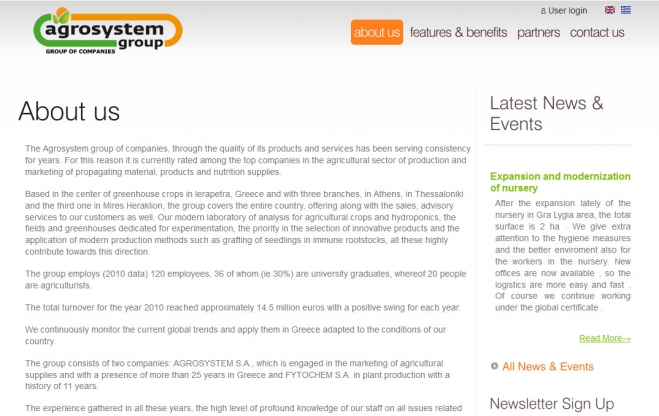 User login
agrosystem
group
GROUP OF COMPANIES
about us features & benefits partners contact us
About us
The Agrosystem group of companies, through the quality of its products and services has been serving consistency
for years. For this reason it is currently rated among the top companies in the agricultural sector of production and
marketing of propagating material, products and nutrition supplies.
Based in the center of greenhouse crops in Ierapetra, Greece and with three branches, in Athens, in Thessaloniki
and the third one in Mires Heraklion, the group covers the entire country, offering along with the sales, advisory
services to our customers as well. Our modern laboratory of analysis for agricultural crops and hydroponics, the
fields and greenhouses dedicated for experimentation, the priority in the selection of innovative products and the
application of modern production methods such as grafting of seedlings in immune rootstocks, all these highly
contribute towards this direction.
The group employs (2010 data) 120 employees, 36 of whom (ie 30%) are university graduates, whereof 20 people
are agriculturists.
The total turnover for the year 2010 reached approximately 14.5 million euros with a positive swing for each year.
We continuously monitor the current global trends and apply them in Greece adapted to the conditions of our
country.
The group consists of two companies: AGROSYSTEM S.A., which is engaged in the marketing of agricultural
supplies and with a presence of more than 25 years in Greece and FYTOCHEM S.A. in plant production with a
history of 11 years.
The experience gathered in all these years, the high level of profound knowledge of our staff on all issues related
Latest News &
Events
Expansion and modernization
of nursery
After the expansion lately of the
nursery in Gra Lygia area, the total
surface is 2 ha . We give extra
attention to the hygiene measures
and the better enviroment also for
the workers in the nursery. New
offices are now available , so the
logistics are more easy and fast .
Of course we continue working
under the global certificate .
Read More→
All News & Events
Newsletter Sign Up